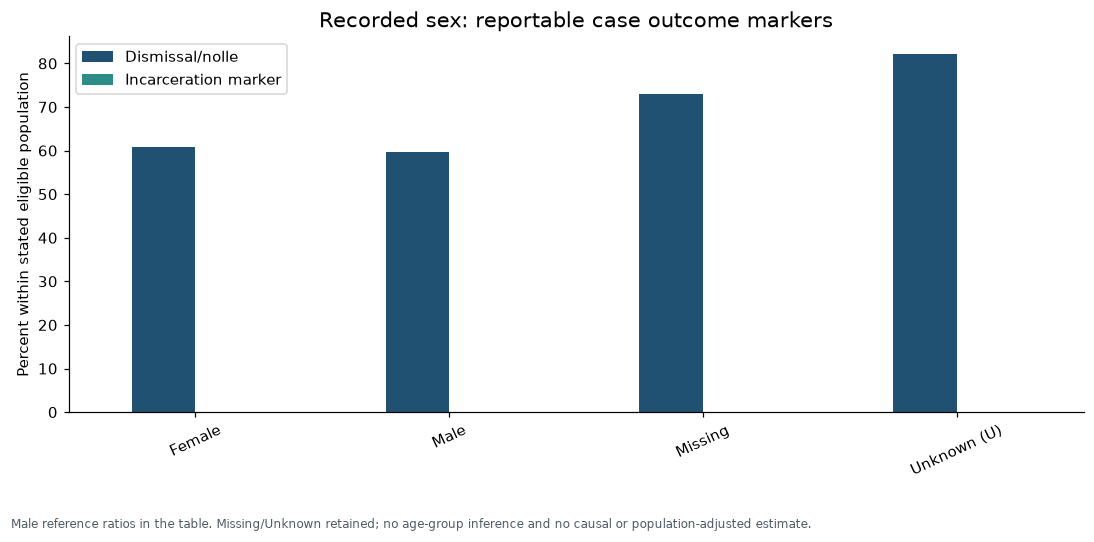 Recorded sex: reportable case outcome markers
Dismissal/nolle
Incarceration marker
Percent within stated eligible population
80
70
60
50
40
30
20
10
0
Female
Male
Missing
Unknown (U)
Male reference ratios in the table. Missing/Unknown retained; no age-group inference and no causal or population-adjusted estimate.